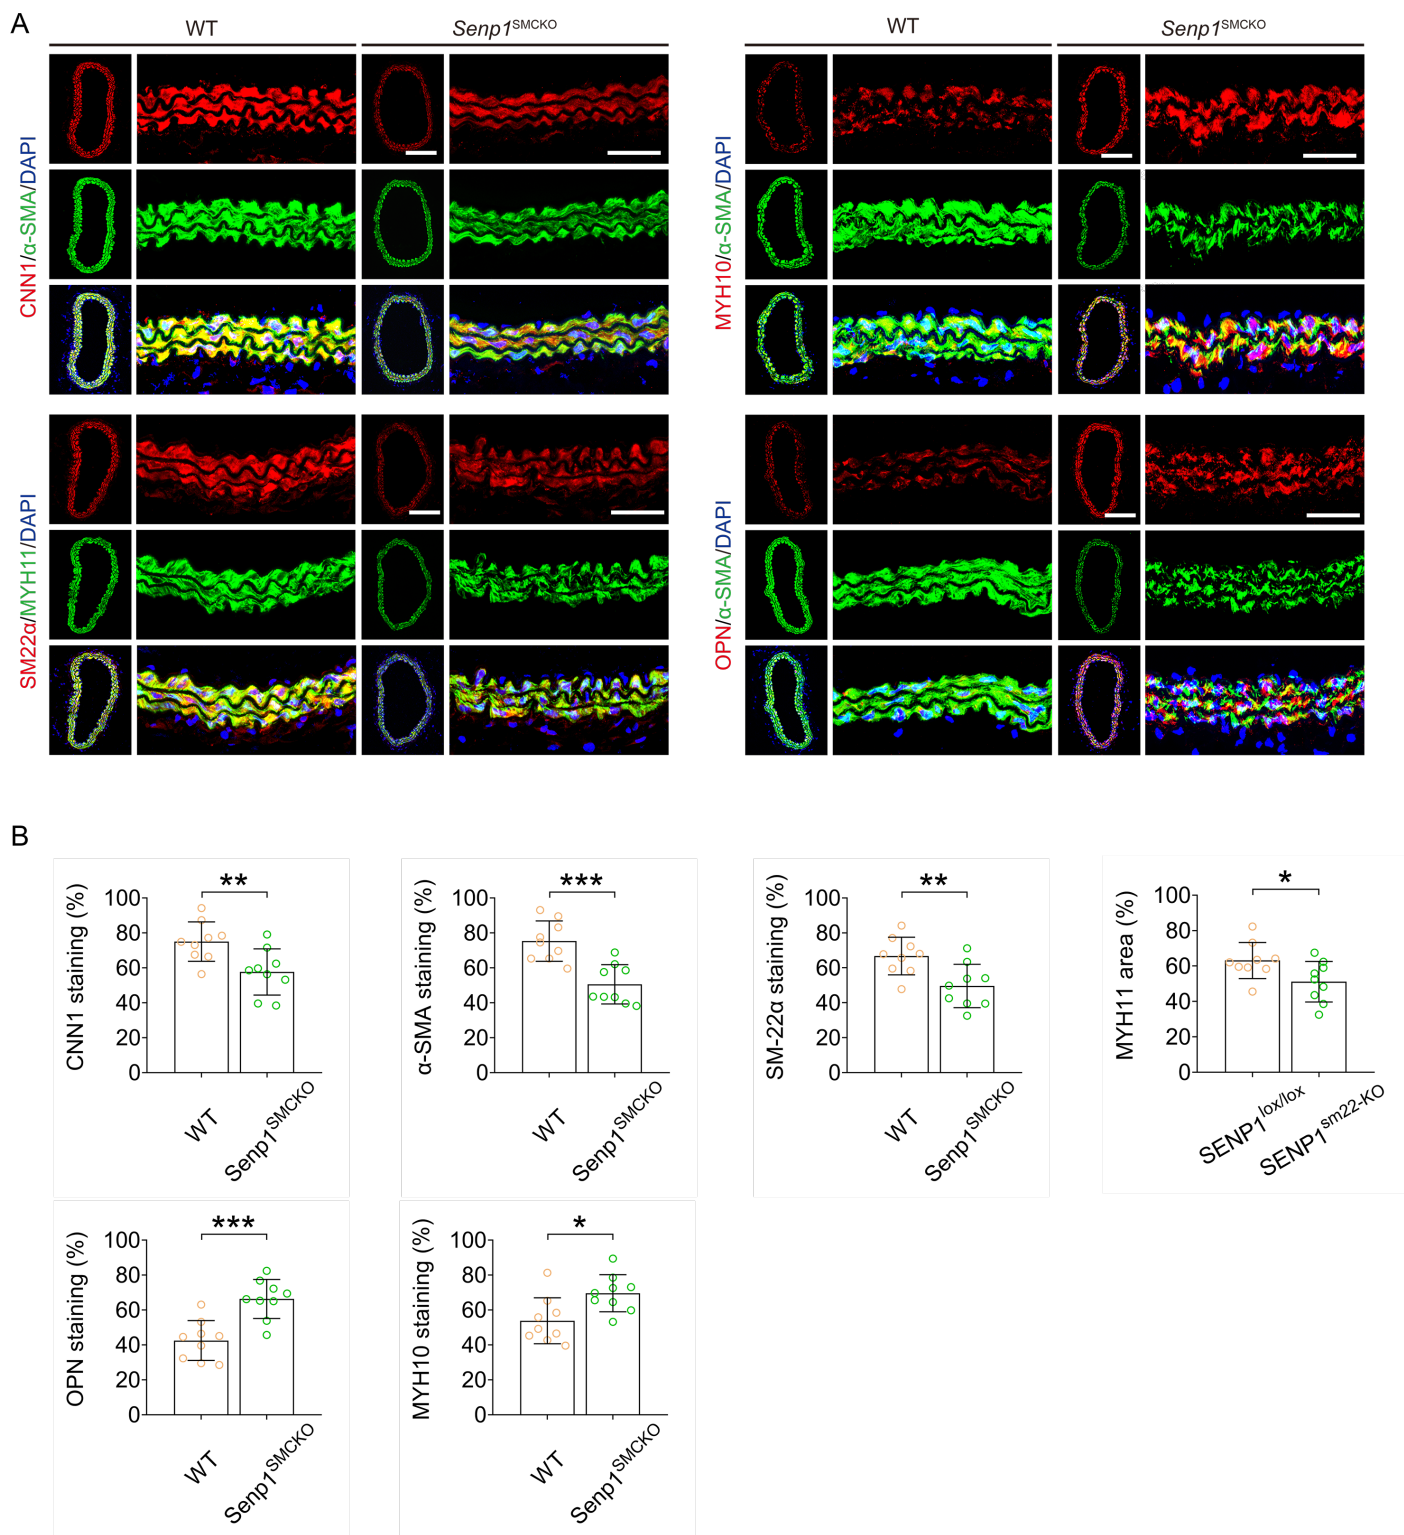 A
WT
Senp1SMCKO
WT
Senp1SMCKO
CNN1/α-SMA/DAPI
MYH10/α-SMA/DAPI
SM22α/MYH11/DAPI
OPN/α-SMA/DAPI
B
CNN1 staining (%)
100
80
60
40
20
0
**
WT
Senp1SMCKO
α-SMA staining (%)
100
80
60
40
20
0
***
WT
Senp1SMCKO
SM-22α staining (%)
100
80
60
40
20
0
**
WT
Senp1SMCKO
MYH11 area (%)
100
80
60
40
20
0
*
SENP1lox/lox
SENP1sm22-KO
OPN staining (%)
100
80
60
40
20
0
***
WT
Senp1SMCKO
MYH10 staining (%)
100
80
60
40
20
0
*
WT
Senp1SMCKO